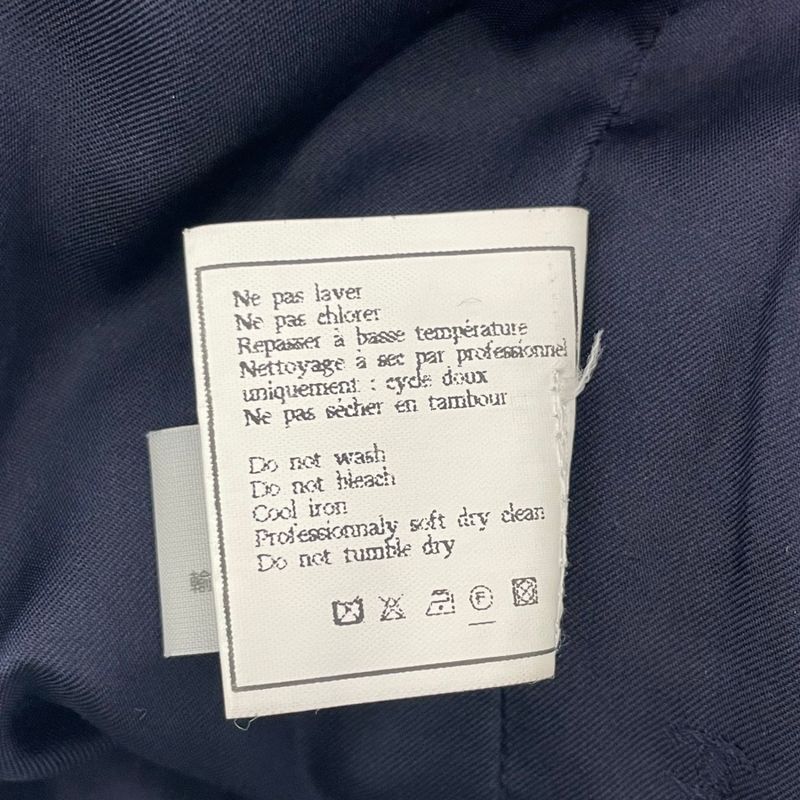 Ne pas laver
Ne pas chlorer
Repasser à basse température
Nettoyage à sec par professionnel
uniquement : cycle doux
Ne pas sécher en tambour
Do not wash
Do not bleach
Cool iron
Professionnaly soft dry clean
Do not tumble dry
F
輸